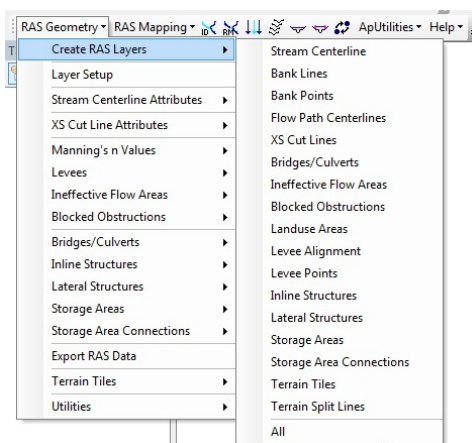 RAS Geometry RAS Mapping ID RM ApUtilities Help
T
Create RAS Layers
Layer Setup
Stream Centerline Attributes
XS Cut Line Attributes
Manning's n Values
Levees
Ineffective Flow Areas
Blocked Obstructions
Bridges/Culverts
Inline Structures
Lateral Structures
Storage Areas
Storage Area Connections
Export RAS Data
Terrain Tiles
Utilities
Stream Centerline
Bank Lines
Bank Points
Flow Path Centerlines
XS Cut Lines
Bridges/Culverts
Ineffective Flow Areas
Blocked Obstructions
Landuse Areas
Levee Alignment
Levee Points
Inline Structures
Lateral Structures
Storage Areas
Storage Area Connections
Terrain Tiles
Terrain Split Lines
All